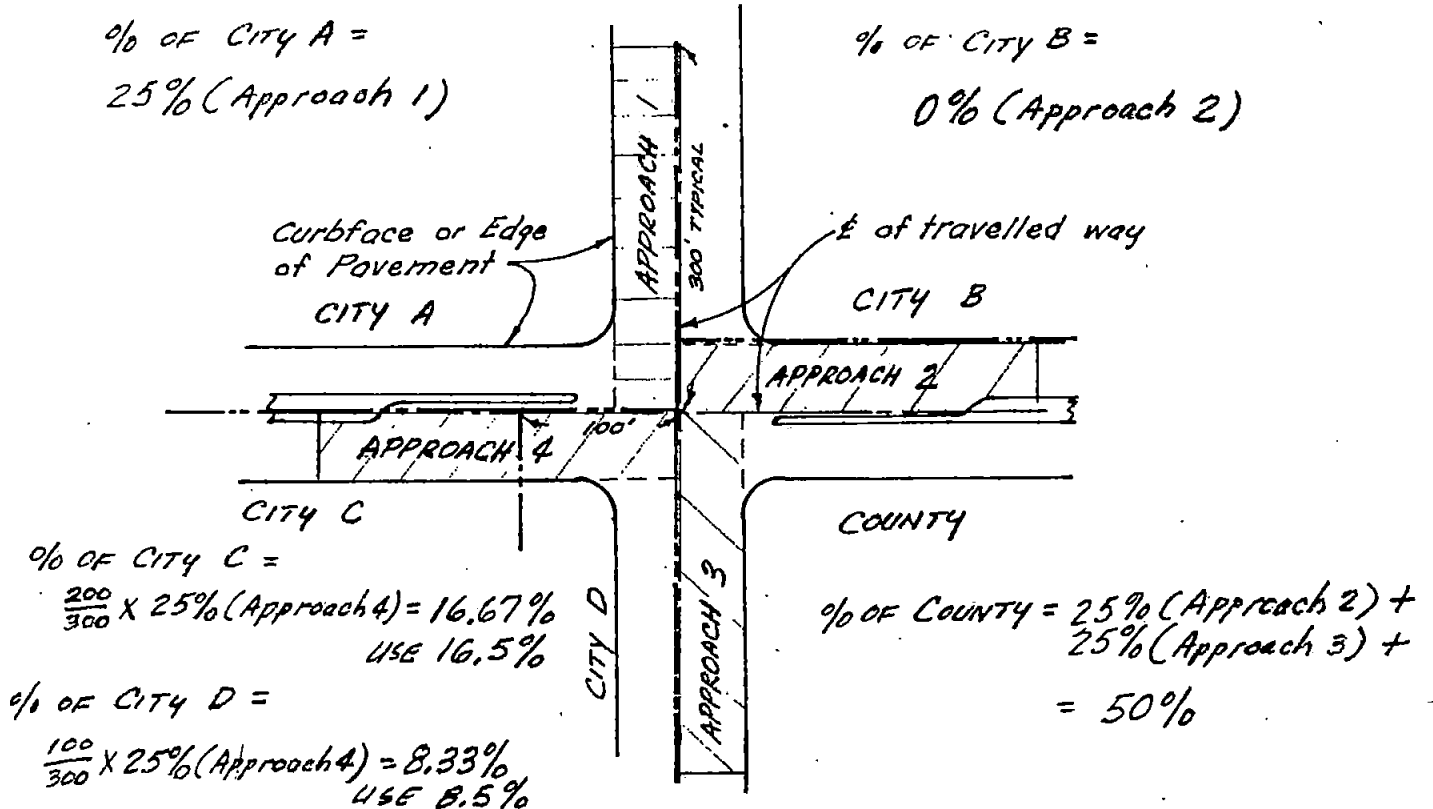 % OF CITY A =
25% (Approach 1)
% OF CITY B =
0% (Approach 2)
APPROACH 1
300' TYPICAL
Curbface or Edge
of Pavement
℄ of travelled way
CITY A
CITY B
APPROACH 2
100'
APPROACH 4
CITY C
COUNTY
% OF CITY C =
200/300 X 25% (Approach 4) = 16.67%
USE 16.5%
CITY D
APPROACH 3
% OF COUNTY = 25% (Approach 2) +
25% (Approach 3) +
= 50%
% OF CITY D =
100/300 X 25% (Approach 4) = 8.33%
USE 8.5%